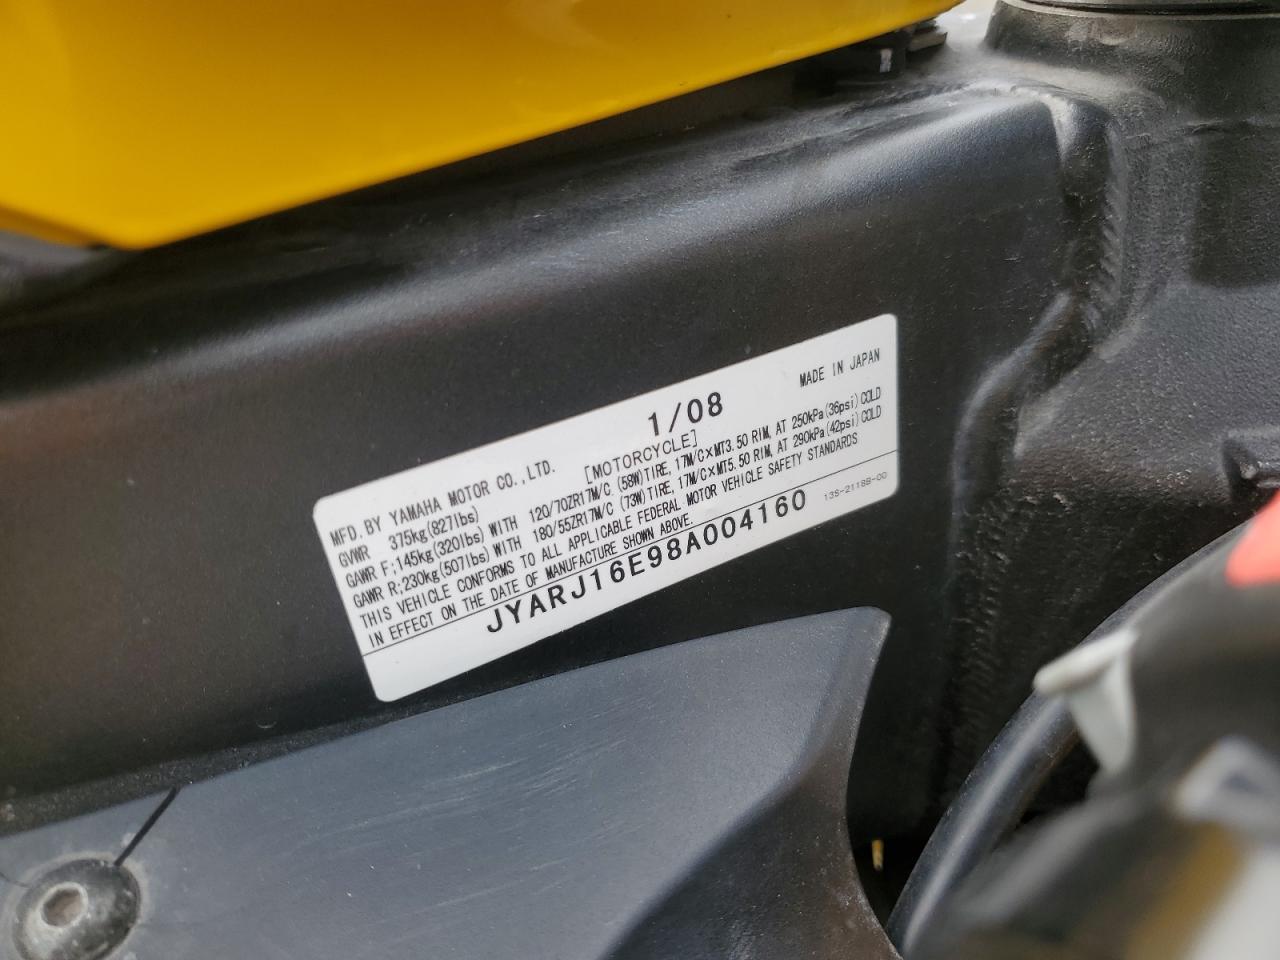 1/08
MADE IN JAPAN
MFD. BY YAMAHA MOTOR CO., LTD. [MOTORCYCLE]
GVWR 375kg(827lbs)
GAWR F;145kg(320lbs) WITH 120/70ZR17M/C (58W)TIRE, 17M/C×MT3.50 RIM, AT 250kPa(36psi)COLD
GAWR R;230kg(507lbs) WITH 180/55ZR17M/C (73W)TIRE, 17M/C×MT5.50 RIM, AT 290kPa(42psi)COLD
THIS VEHICLE CONFORMS TO ALL APPLICABLE FEDERAL MOTOR VEHICLE SAFETY STANDARDS
IN EFFECT ON THE DATE OF MANUFACTURE SHOWN ABOVE.
JYARJ16E98A004160
13S-2118B-00